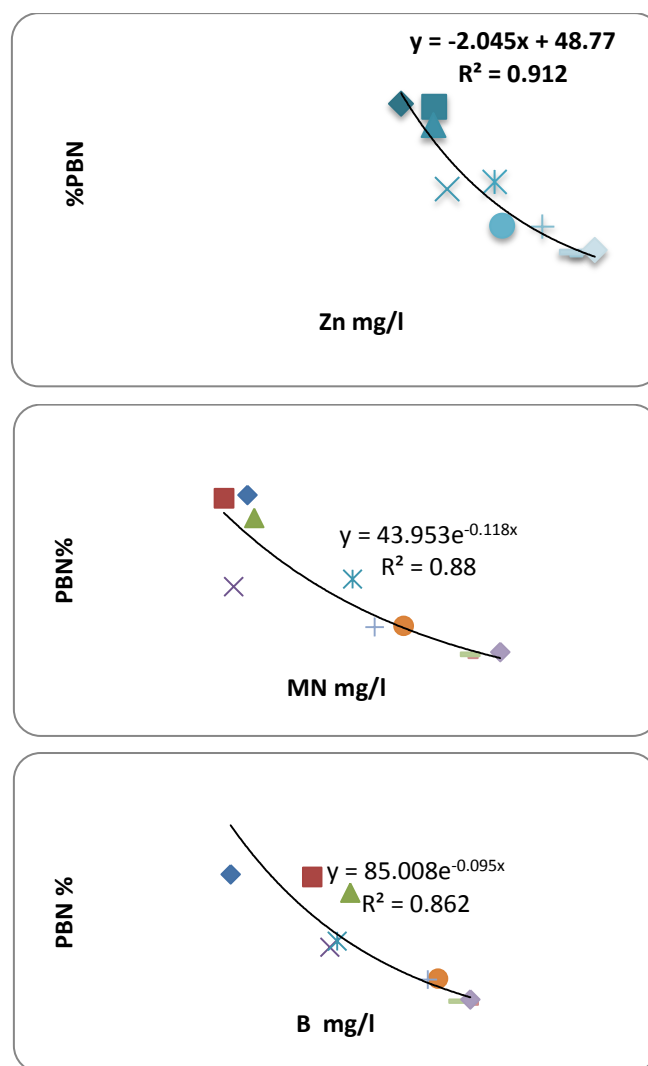 y = -2.045x + 48.77
R² = 0.912
%PBN
Zn mg/l
y = 43.953e^-0.118x
R² = 0.88
PBN%
MN mg/l
y = 85.008e^-0.095x
R² = 0.862
PBN %
B  mg/l